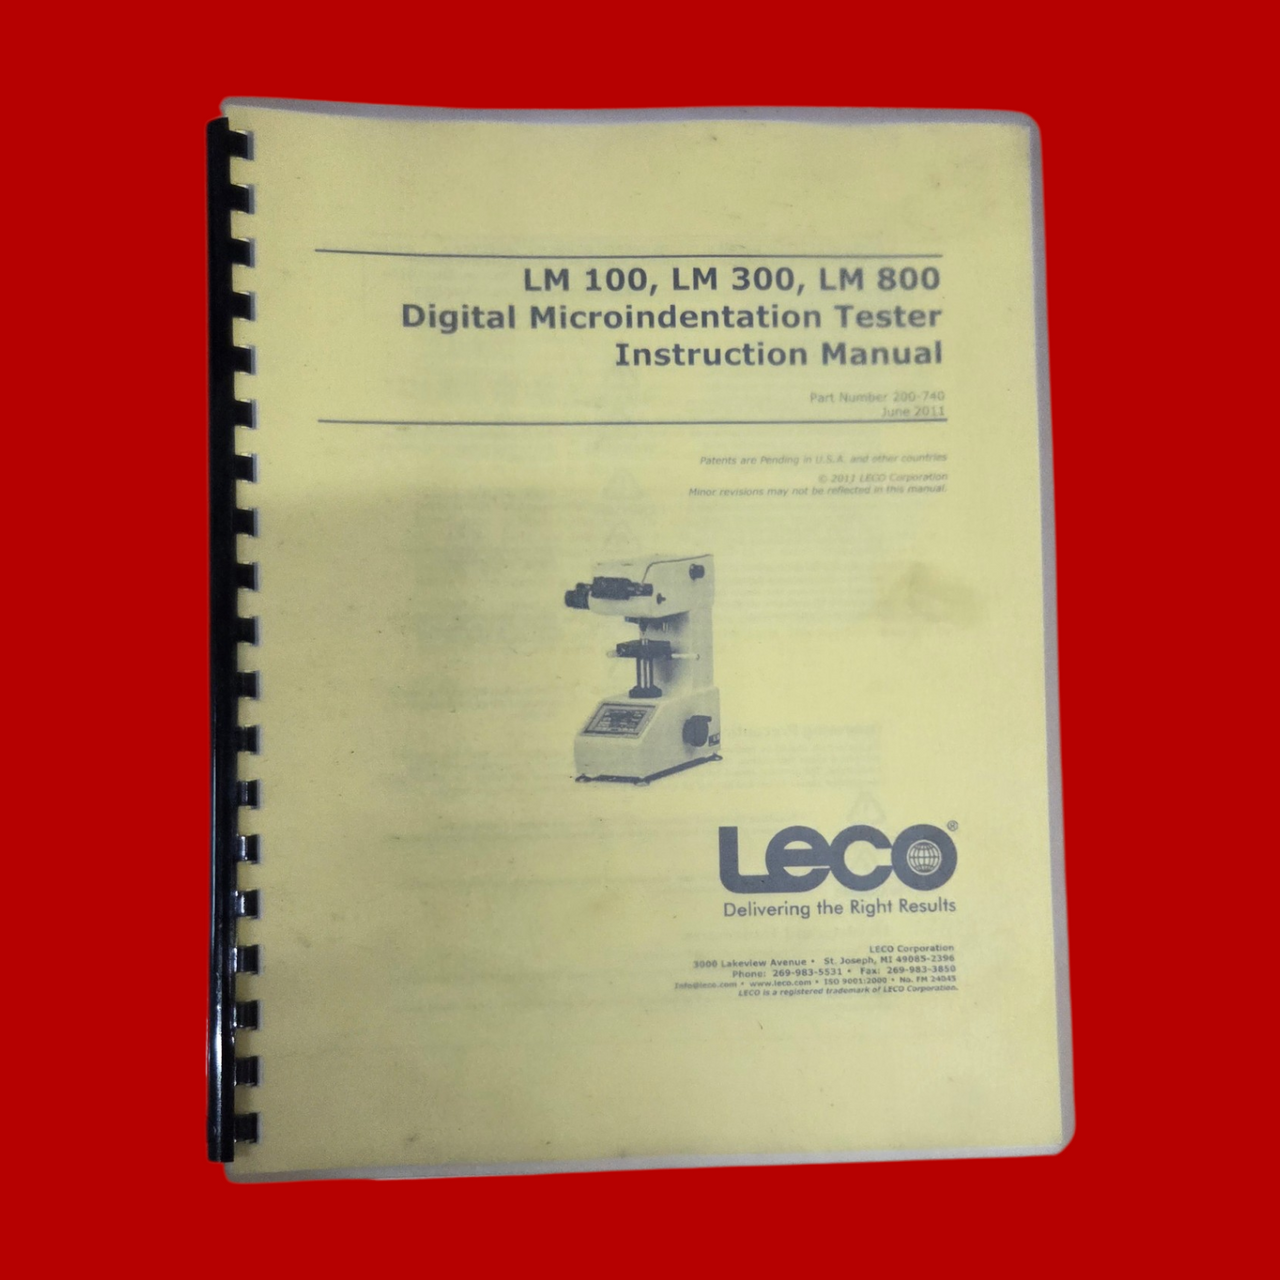 LM 100, LM 300, LM 800
Digital Microindentation Tester
Instruction Manual
Part Number 200-740
June 2011
Patents are Pending in U.S.A. and other countries
© 2011 LECO Corporation
Minor revisions may not be reflected in this manual.
LECO®
Delivering the Right Results
LECO Corporation
3000 Lakeview Avenue • St. Joseph, MI 49085-2396
Phone: 269-983-5531 • Fax: 269-983-3850
info@leco.com • www.leco.com • ISO 9001:2000 • No. FM 24045
LECO is a registered trademark of LECO Corporation.